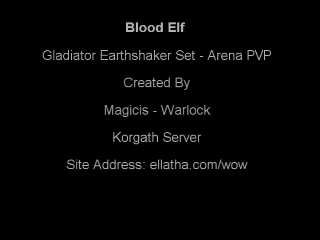 Blood Elf
Gladiator Earthshaker Set - Arena PVP
Created By
Magicis - Warlock
Korgath Server
Site Address: ellatha.com/wow